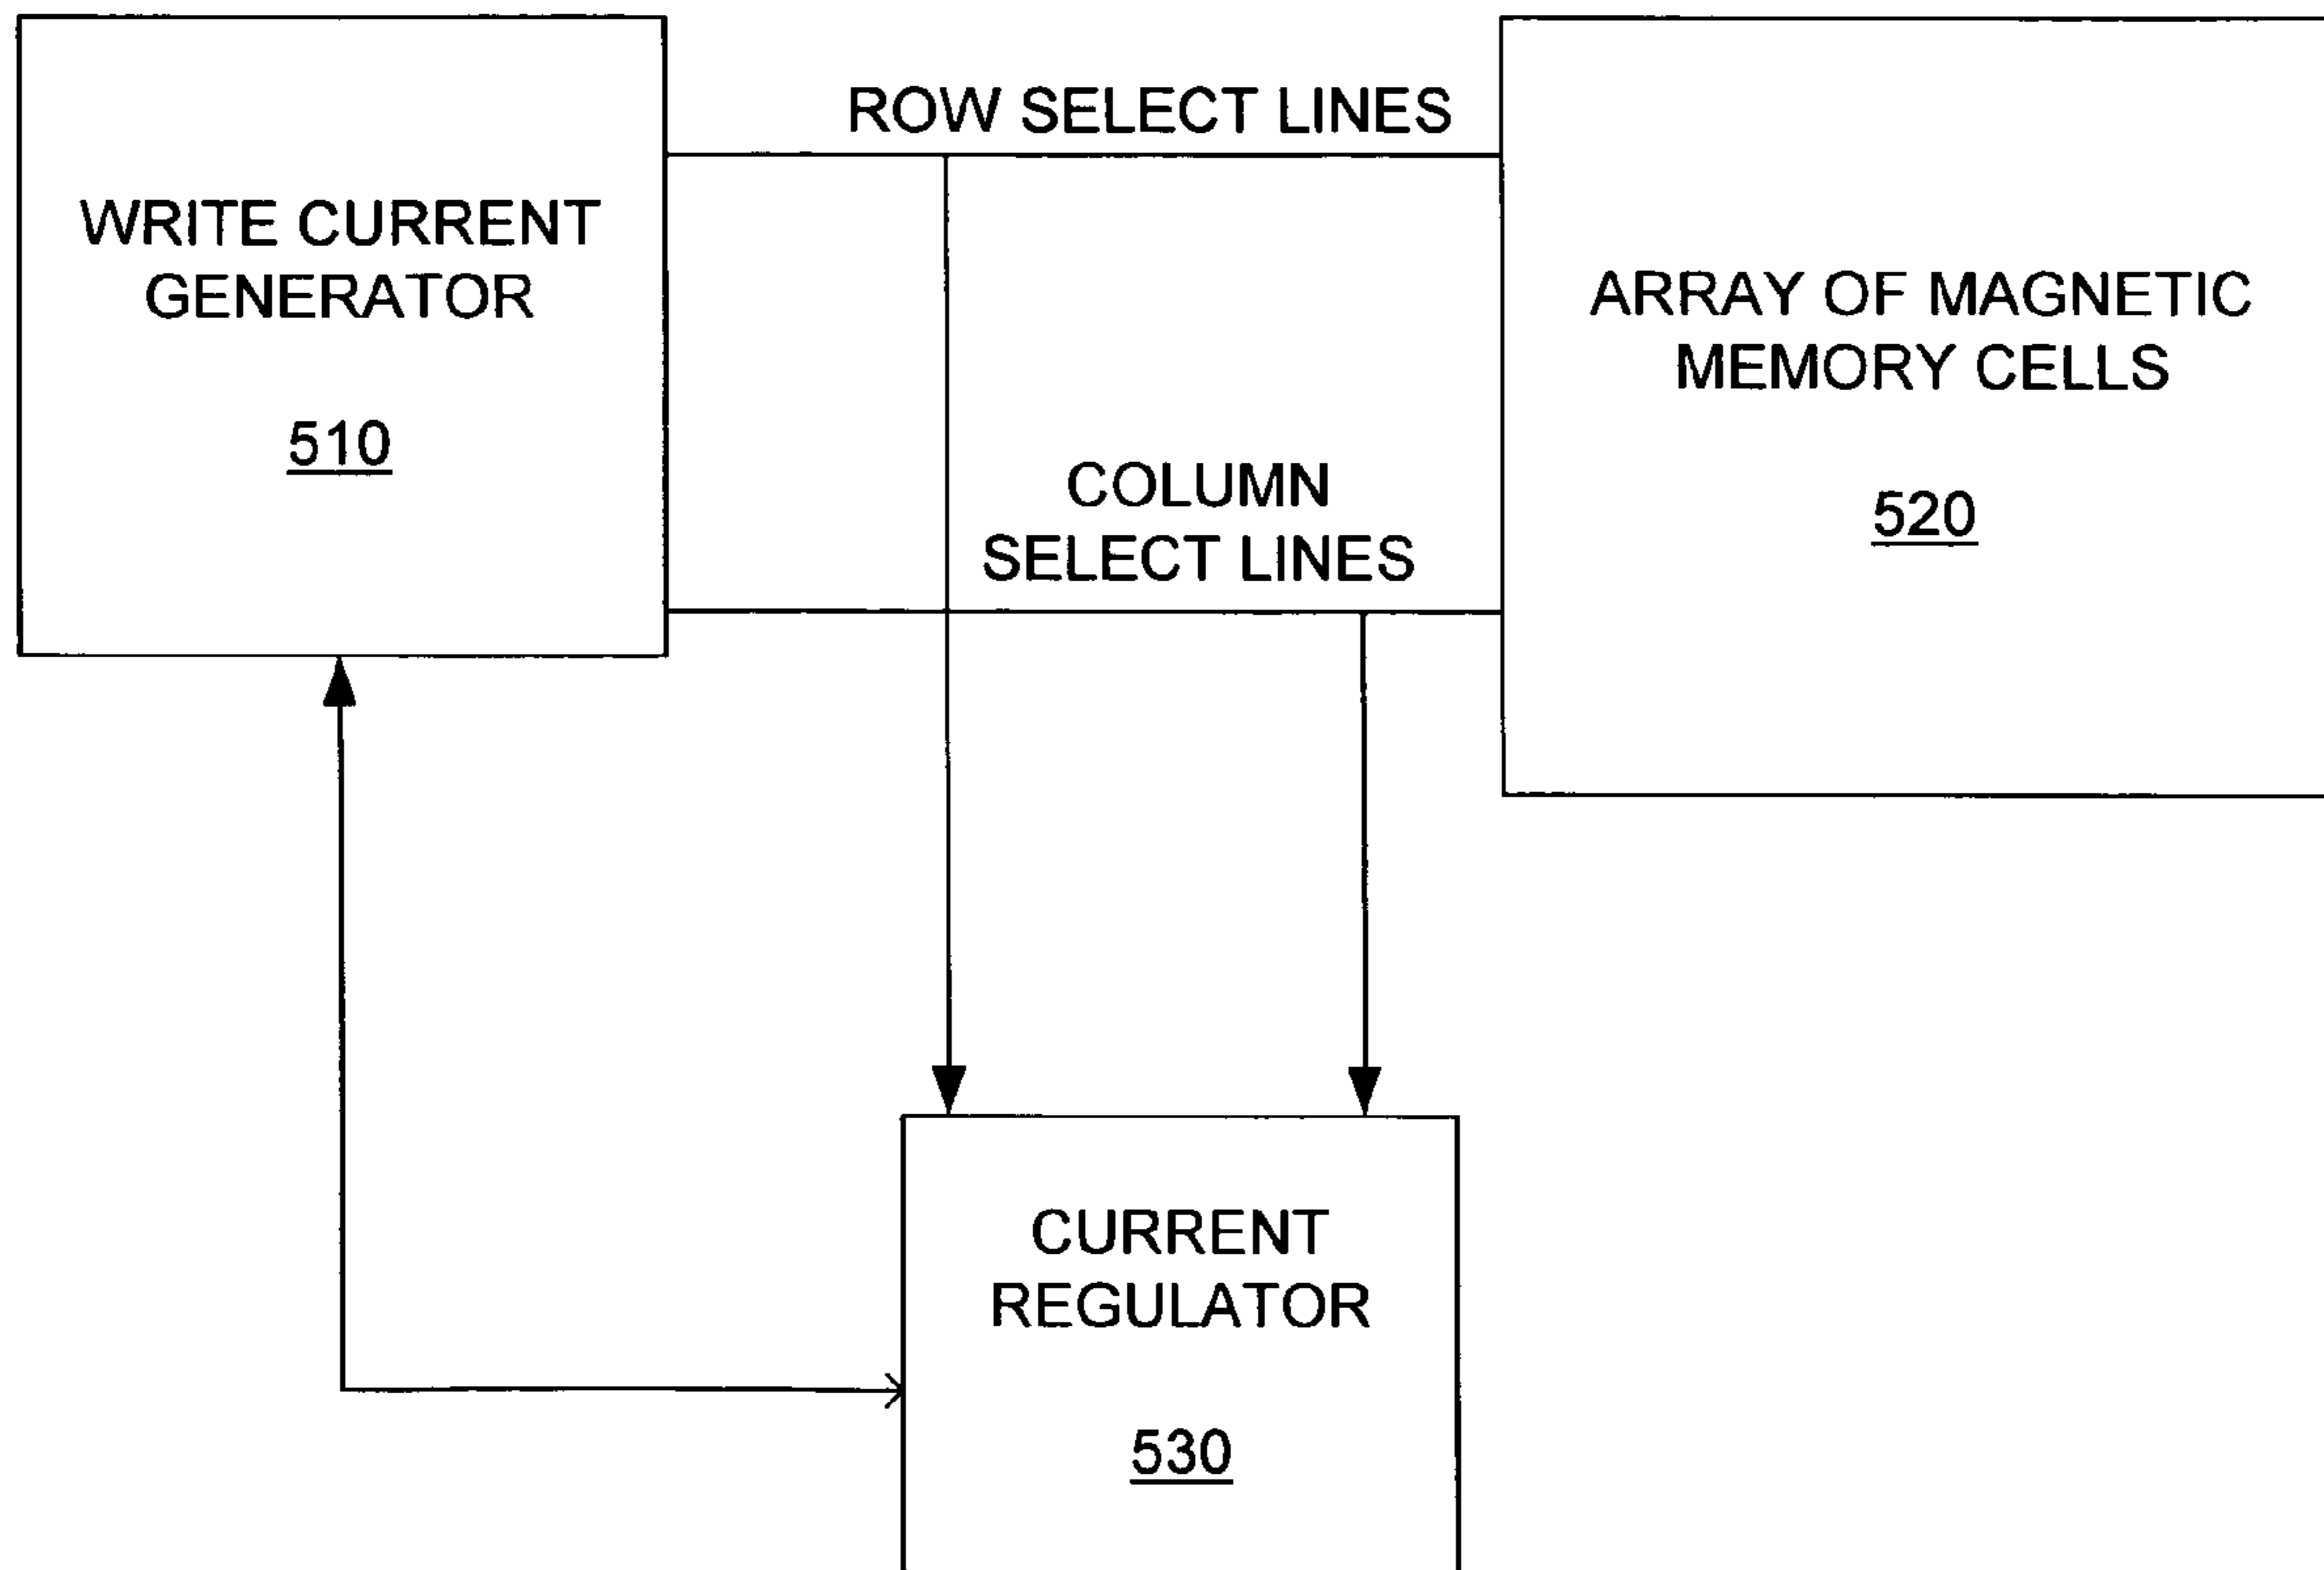 ROW SELECT LINES
WRITE CURRENT
GENERATOR
510
ARRAY OF MAGNETIC
MEMORY CELLS
520
COLUMN
SELECT LINES
CURRENT
REGULATOR
530